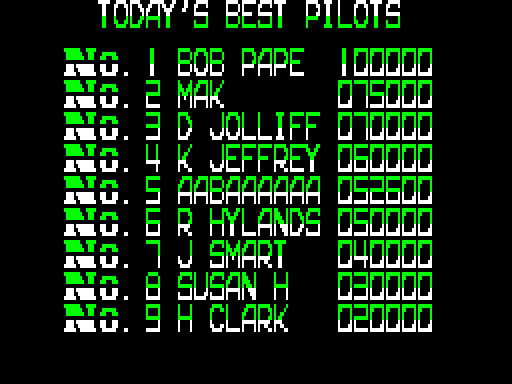 TODAY'S BEST PILOTS
No. 1 BOB PAPE 100000
No. 2 MAK 075000
No. 3 D JOLLIFF 070000
No. 4 K JEFFREY 060000
No. 5 AABAAAAAA 052600
No. 6 R HYLANDS 050000
No. 7 J SMART 040000
No. 8 SUSAN H 030000
No. 9 H CLARK 020000